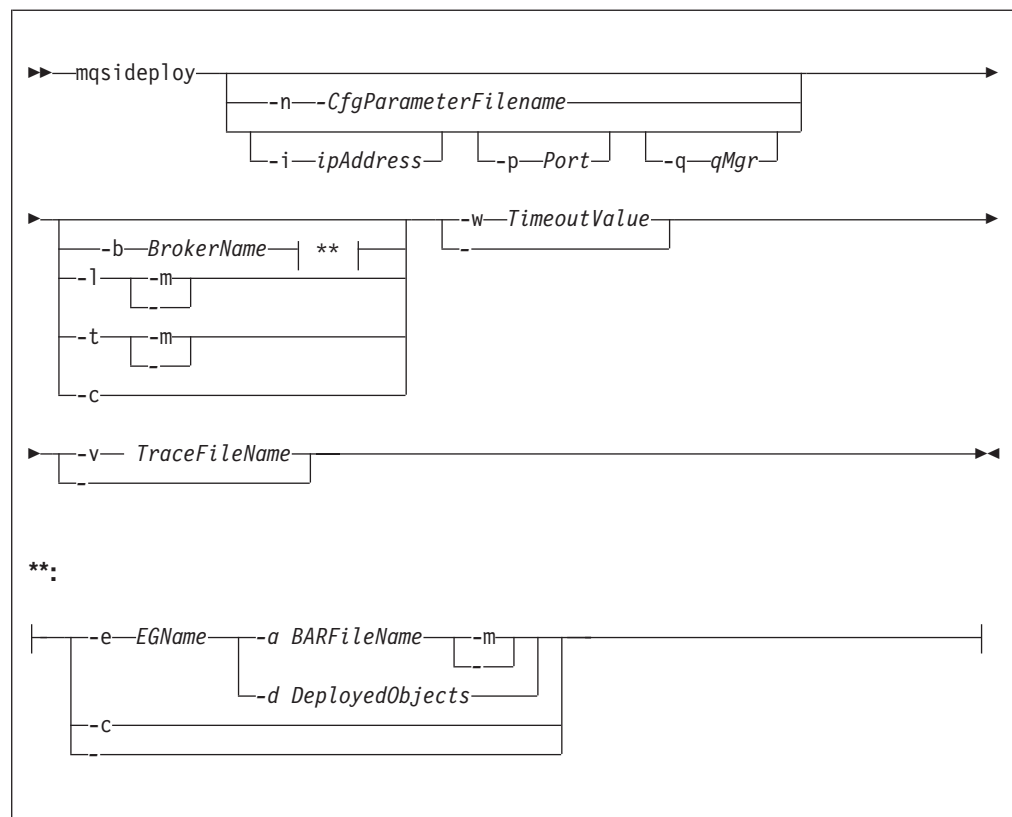 mqsideploy
-n -CfgParameterFilename
-i ipAddress -p Port -q qMgr
-w TimeoutValue
-b BrokerName ** -
-l -m
-
-t -m
-
-c
-v TraceFileName
-
**:
-e EGName -a BARFileName -m
-
-d DeployedObjects
-c
-